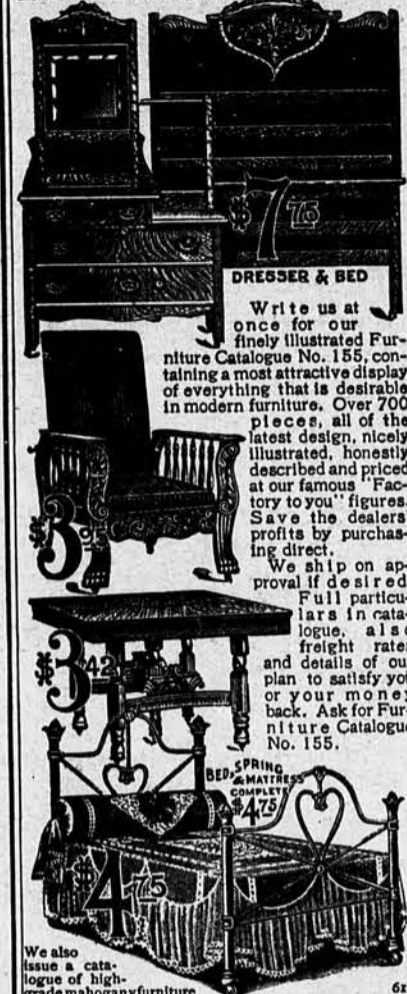 $7 75
DRESSER & BED
Write us at
once for our
finely illustrated Fur-
niture Catalogue No. 155, con-
taining a most attractive display
of everything that is desirable
in modern furniture. Over 700
pieces, all of the
latest design, nicely
illustrated, honestly
described and priced
at our famous "Fac-
tory to you" figures.
Save the dealers
profits by purchas-
ing direct.
$3 95
We ship on ap-
proval if desired
Full particu-
lars in cata-
logue, also
freight rates
and details of our
plan to satisfy you
or your money
back. Ask for Fur-
niture Catalogue
No. 155.
$3 42
BED, SPRING
& MATTRESS
COMPLETE
$4.75
$4 75
We also
issue a cata-
logue of high-
grade mahogany furniture
61